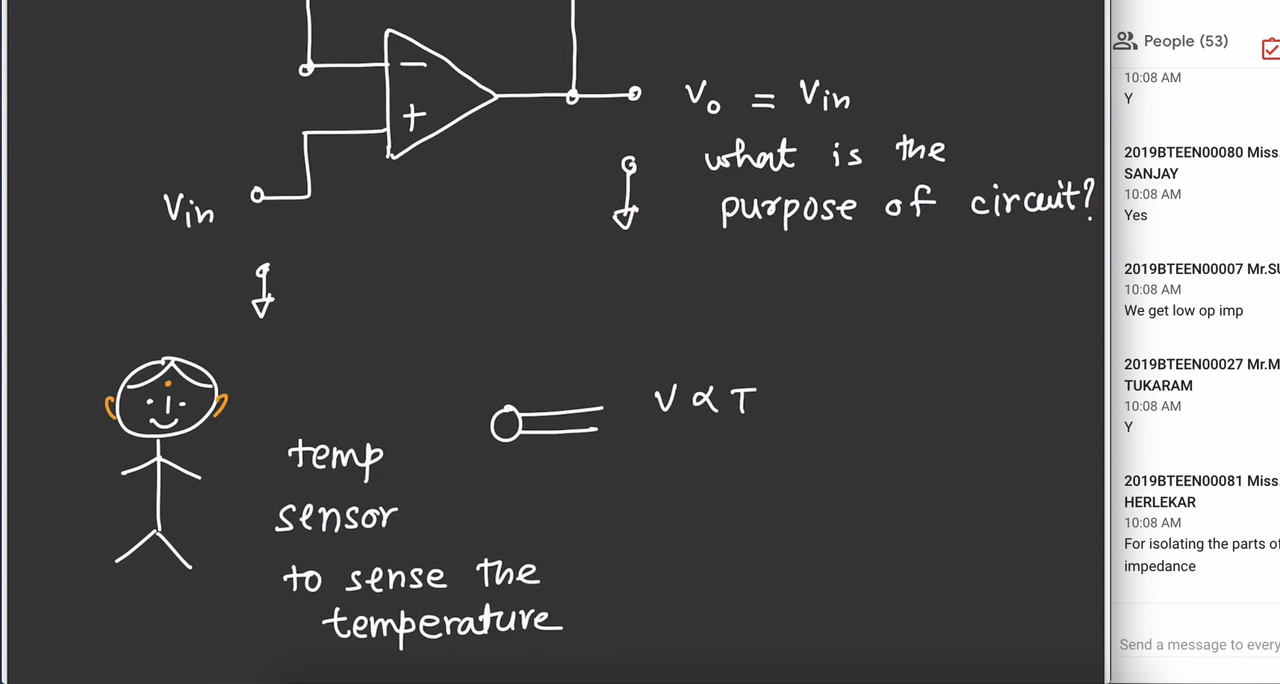 −
+
Vo = Vin
what is the
purpose of circuit?
Vin
V ∝ T
temp
sensor
to sense the
temperature
People (53)
10:08 AM
Y
2019BTEEN00080 Miss.
SANJAY
10:08 AM
Yes
2019BTEEN00007 Mr.SU
10:08 AM
We get low op imp
2019BTEEN00027 Mr.M
TUKARAM
10:08 AM
Y
2019BTEEN00081 Miss.
HERLEKAR
10:08 AM
For isolating the parts of
impedance
Send a message to every